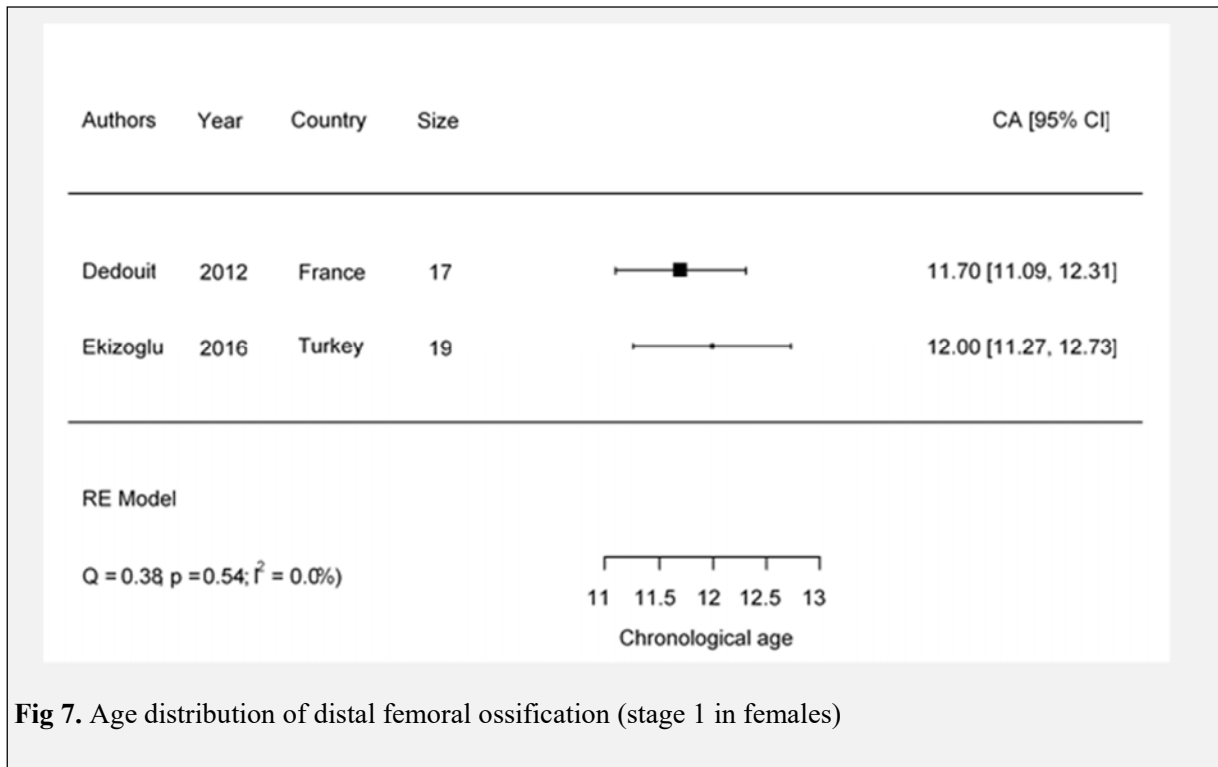 Authors Year Country Size CA [95% CI]
Dedouit 2012 France 17 11.70 [11.09, 12.31]
Ekizoglu 2016 Turkey 19 12.00 [11.27, 12.73]
RE Model
Q = 0.38 p = 0.54; I² = 0.0%)
11 11.5 12 12.5 13
Chronological age
Fig 7. Age distribution of distal femoral ossification (stage 1 in females)